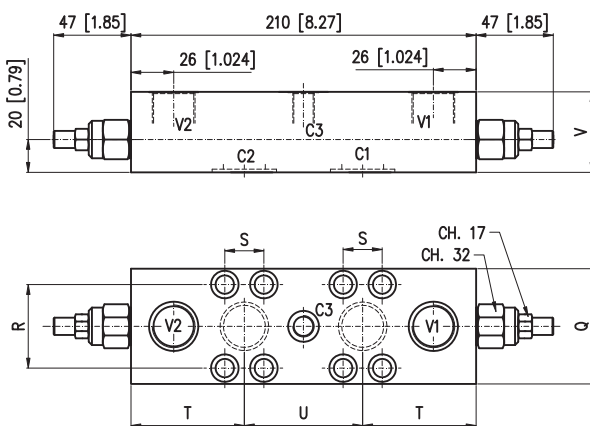 47 [1.85]
210 [8.27]
47 [1.85]
26 [1.024]
26 [1.024]
20 [0.79]
V2
C3
V1
V
C2
C1
S
S
CH. 17
CH. 32
R
V2
C3
V1
Q
T
U
T